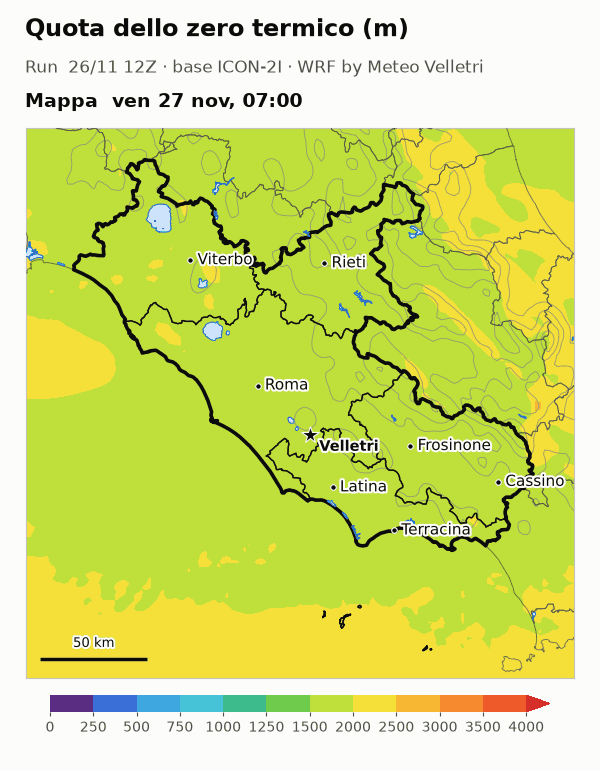 Quota dello zero termico (m)
Run  26/11 12Z · base ICON-2I · WRF by Meteo Velletri
Mappa  ven 27 nov, 07:00
Viterbo
Rieti
Roma
Velletri
Frosinone
Cassino
Latina
Terracina
50 km
0 250 500 750 1000 1250 1500 2000 2500 3000 3500 4000